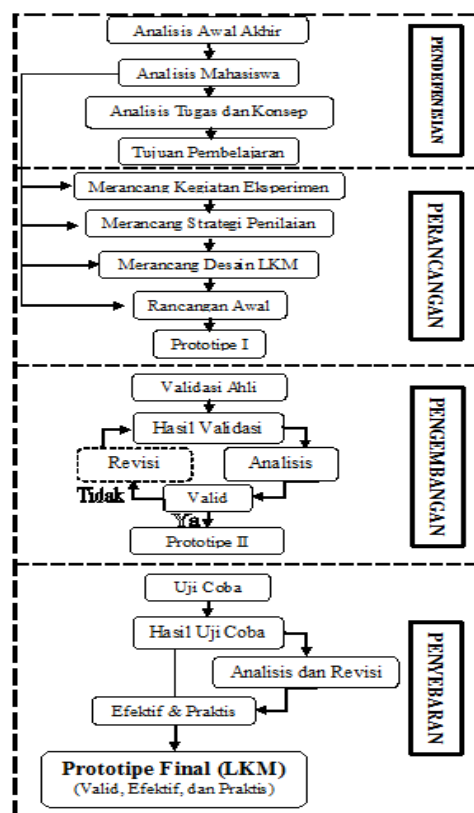 Analisis Awal Akhir
Analisis Mahasiswa
Analisis Tugas dan Konsep
Tujuan Pembelajaran
PENDEFENISIAN
Merancang Kegiatan Eksperimen
Merancang Strategi Penilaian
Merancang Desain LKM
Rancangan Awal
Prototipe I
PERANCANGAN
Validasi Ahli
Hasil Validasi
Revisi
Analisis
Tidak
Valid
Ya
Prototipe II
PENGEMBANGAN
Uji Coba
Hasil Uji Coba
Analisis dan Revisi
Efektif & Praktis
Prototipe Final (LKM)
(Valid, Efektif, dan Praktis)
PENYEBARAN